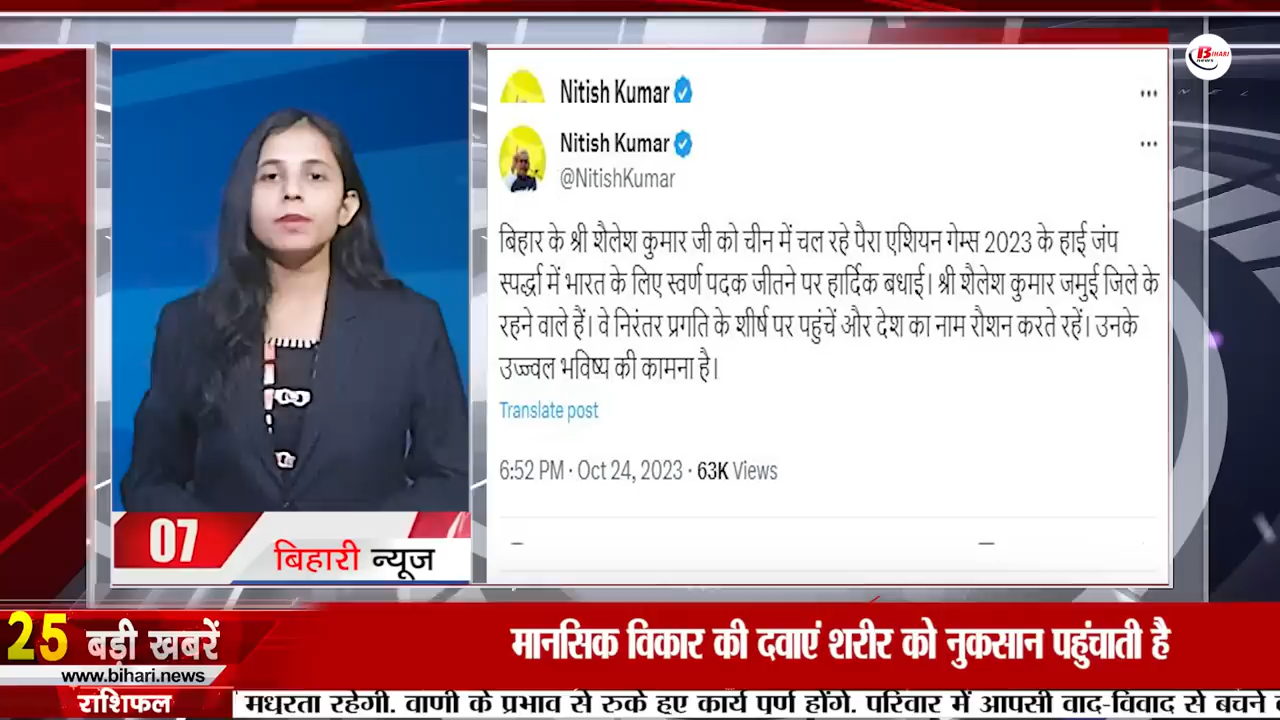 BIHARI
news
Nitish Kumar
Nitish Kumar
@NitishKumar
बिहार के श्री शैलेश कुमार जी को चीन में चल रहे पैरा एशियन गेम्स 2023 के हाई जंप
स्पर्द्धा में भारत के लिए स्वर्ण पदक जीतने पर हार्दिक बधाई। श्री शैलेश कुमार जमुई जिले के
रहने वाले हैं। वे निरंतर प्रगति के शीर्ष पर पहुंचें और देश का नाम रौशन करते रहें। उनके
उज्ज्वल भविष्य की कामना है।
Translate post
6:52 PM · Oct 24, 2023 · 63K Views
07
बिहारी न्यूज
25 बड़ी खबरें
www.bihari.news
मानसिक विकार की दवाएं शरीर को नुकसान पहुंचाती है
राशिफल
मधुरता रहेगी. वाणी के प्रभाव से रुके हुए कार्य पूर्ण होंगे. परिवार में आपसी वाद-विवाद से बचने